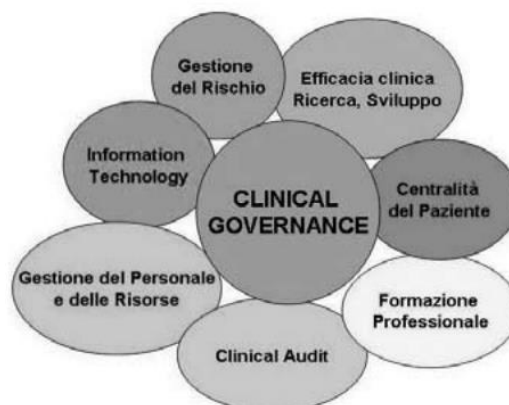 Gestione
del Rischio
Efficacia clinica
Ricerca, Sviluppo
Information
Technology
CLINICAL
GOVERNANCE
Centralità
del Paziente
Gestione del Personale
e delle Risorse
Formazione
Professionale
Clinical Audit